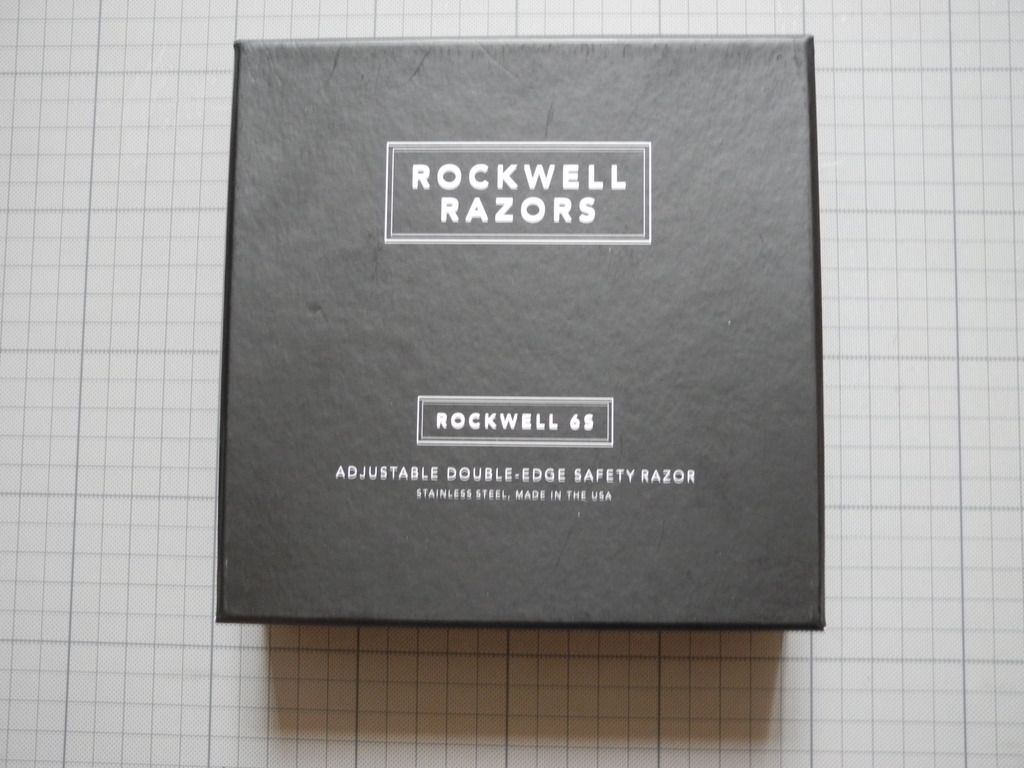 ROCKWELL
RAZORS
ROCKWELL 6S
ADJUSTABLE DOUBLE-EDGE SAFETY RAZOR
STAINLESS STEEL, MADE IN THE USA